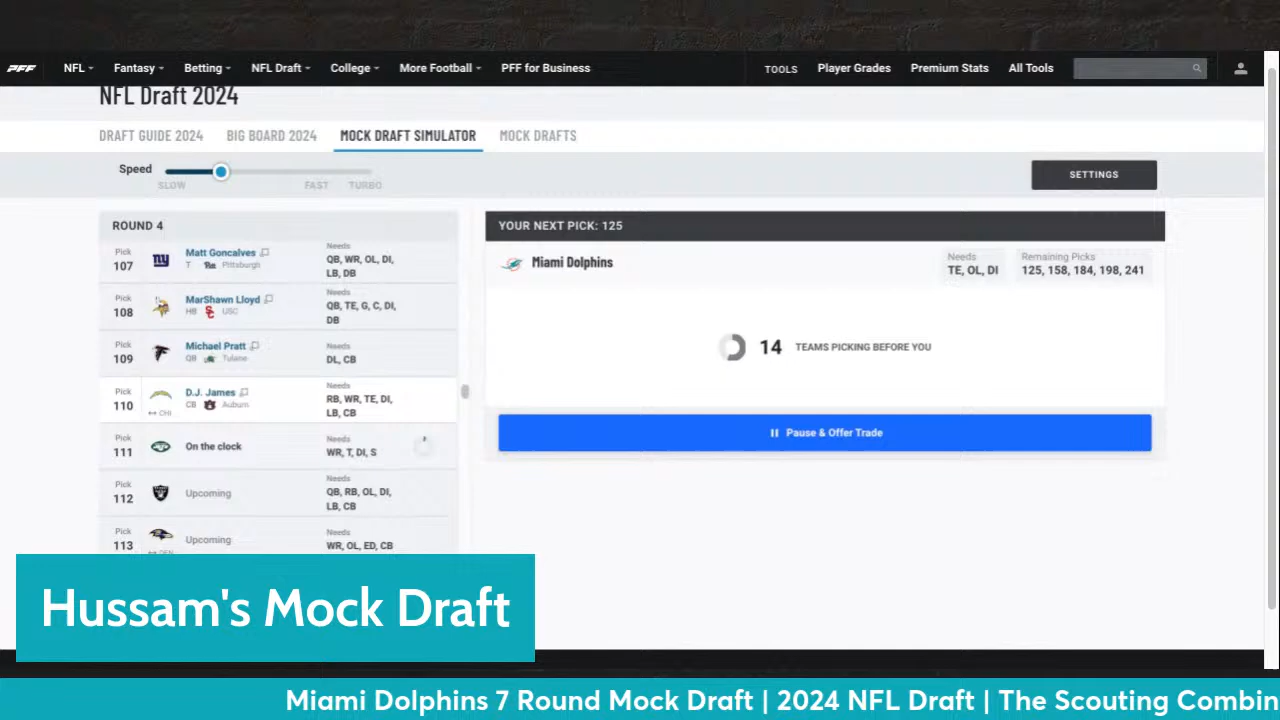 PFF NFL Fantasy Betting NFL Draft College More Football PFF for Business TOOLS Player Grades Premium Stats All Tools
NFL Draft 2024
DRAFT GUIDE 2024 BIG BOARD 2024 MOCK DRAFT SIMULATOR MOCK DRAFTS
Speed
SLOW FAST TURBO
SETTINGS
ROUND 4
Pick 107
Matt Goncalves
T Pittsburgh
Needs
QB, WR, OL, DI,
LB, DB
Pick 108
MarShawn Lloyd
HB USC
Needs
QB, TE, G, C, DI,
DB
Pick 109
Michael Pratt
QB Tulane
Needs
DL, CB
Pick 110
↔ CHI
D.J. James
CB Auburn
Needs
RB, WR, TE, DI,
LB, CB
Pick 111
On the clock
Needs
WR, T, DI, S
Pick 112
Upcoming
Needs
QB, RB, OL, DI,
LB, CB
Pick 113
↔ DEN
Upcoming
Needs
WR, OL, ED, CB
YOUR NEXT PICK: 125
Miami Dolphins
Needs
TE, OL, DI
Remaining Picks
125, 158, 184, 198, 241
14 TEAMS PICKING BEFORE YOU
Pause & Offer Trade
Hussam's Mock Draft
Miami Dolphins 7 Round Mock Draft | 2024 NFL Draft | The Scouting Combin